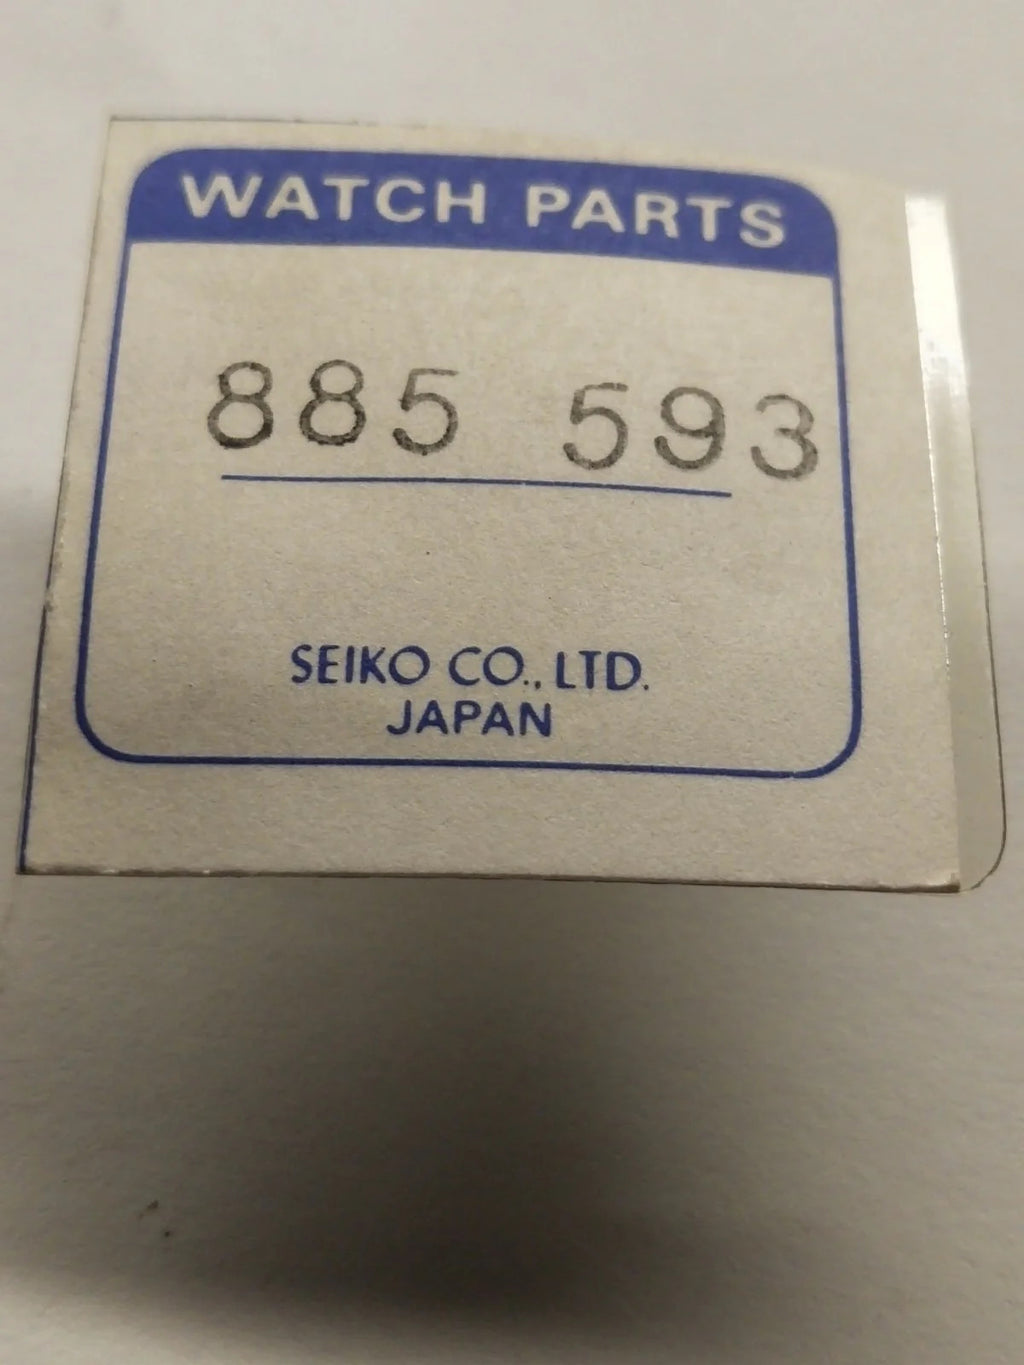 WATCH PARTS
885 593
SEIKO CO., LTD.
JAPAN